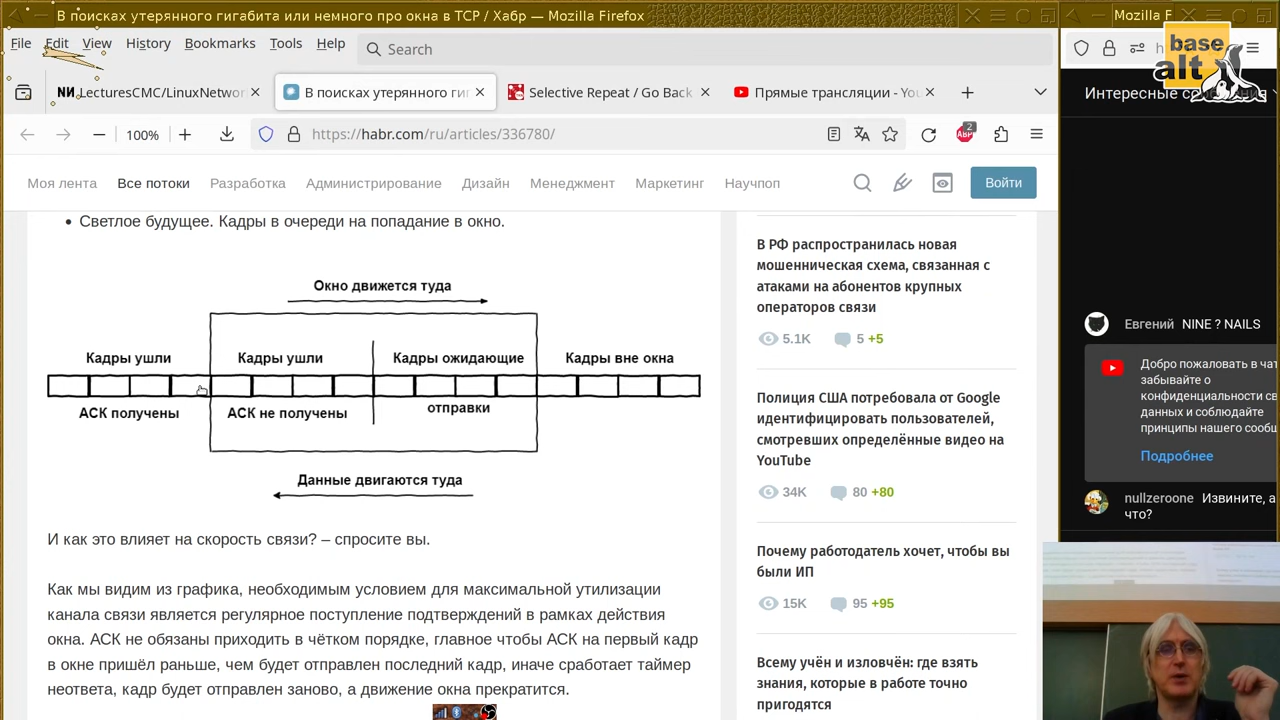 В поисках утерянного гигабита или немного про окна в TCP / Хабр — Mozilla Firefox
Mozilla F
File Edit View History Bookmarks Tools Help
Search
base
alt
LecturesCMC/LinuxNetwor
В поисках утерянного гиг
Selective Repeat / Go Back
Прямые трансляции - You
100%
https://habr.com/ru/articles/336780/
2
Моя лента Все потоки Разработка Администрирование Дизайн Менеджмент Маркетинг Научпоп
Войти
Светлое будущее. Кадры в очереди на попадание в окно.
Окно движется туда
Кадры ушли Кадры ушли Кадры ожидающие Кадры вне окна
АСК получены АСК не получены отправки
Данные двигаются туда
И как это влияет на скорость связи? – спросите вы.
Как мы видим из графика, необходимым условием для максимальной утилизации
канала связи является регулярное поступление подтверждений в рамках действия
окна. АСК не обязаны приходить в чётком порядке, главное чтобы АСК на первый кадр
в окне пришёл раньше, чем будет отправлен последний кадр, иначе сработает таймер
неответа, кадр будет отправлен заново, а движение окна прекратится.
В РФ распространилась новая
мошенническая схема, связанная с
атаками на абонентов крупных
операторов связи
5.1K 5 +5
Полиция США потребовала от Google
идентифицировать пользователей,
смотревших определённые видео на
YouTube
34K 80 +80
Почему работодатель хочет, чтобы вы
были ИП
15K 95 +95
Всему учён и изловчён: где взять
знания, которые в работе точно
пригодятся
Евгений NINE ? NAILS
Добро пожаловать в чат
забывайте о
конфиденциальности св
данных и соблюдайте
принципы нашего сооб
Подробнее
nullzeroone Извините, а
что?